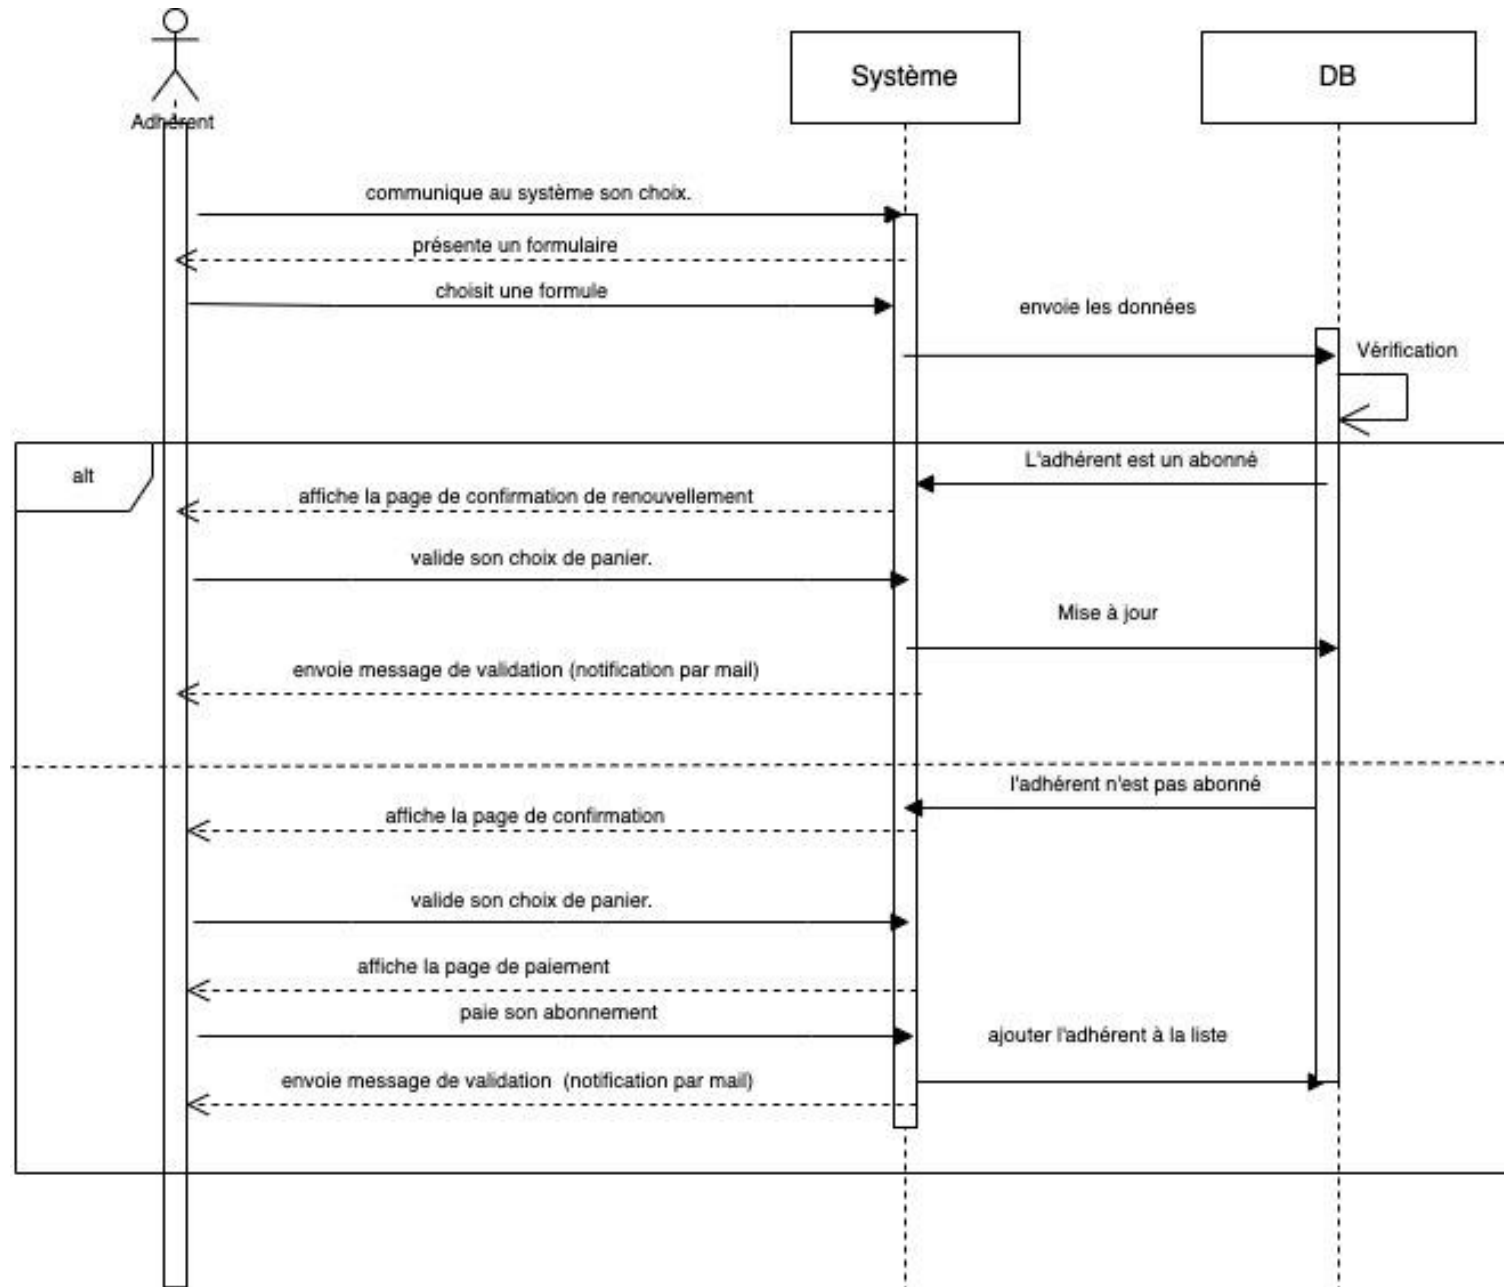 Adhérent
Système
DB
communique au système son choix.
présente un formulaire
choisit une formule
envoie les données
Vérification
alt
L'adhérent est un abonné
affiche la page de confirmation de renouvellement
valide son choix de panier.
Mise à jour
envoie message de validation (notification par mail)
l'adhérent n'est pas abonné
affiche la page de confirmation
valide son choix de panier.
affiche la page de paiement
paie son abonnement
ajouter l'adhérent à la liste
envoie message de validation  (notification par mail)